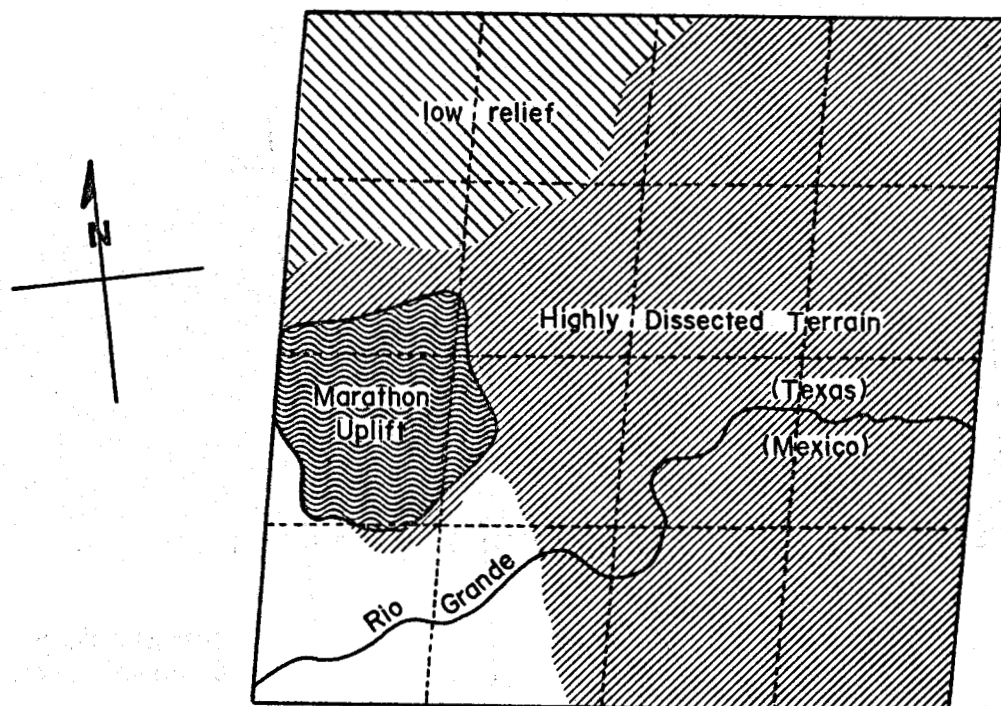 low relief
N
Highly Dissected Terrain
Marathon
Uplift
(Texas)
(Mexico)
Rio Grande